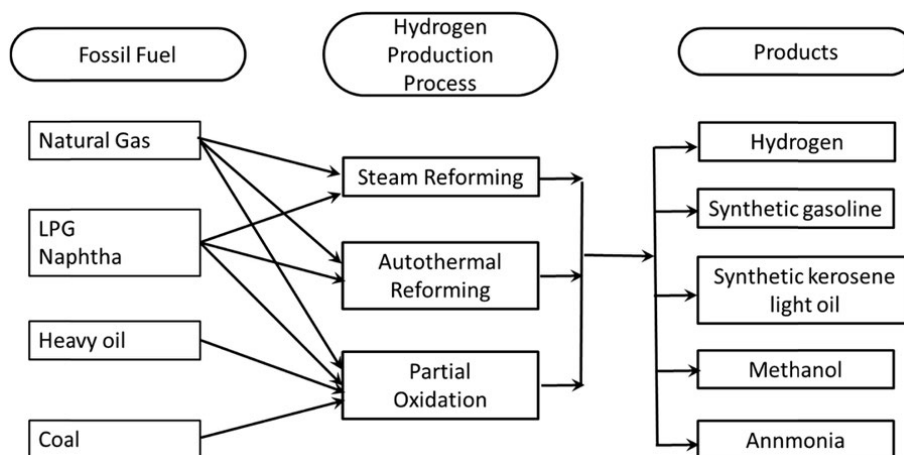 Fossil Fuel
Hydrogen
Production
Process
Products
Natural Gas
LPG
Naphtha
Heavy oil
Coal
Steam Reforming
Autothermal
Reforming
Partial
Oxidation
Hydrogen
Synthetic gasoline
Synthetic kerosene
light oil
Methanol
Annmonia